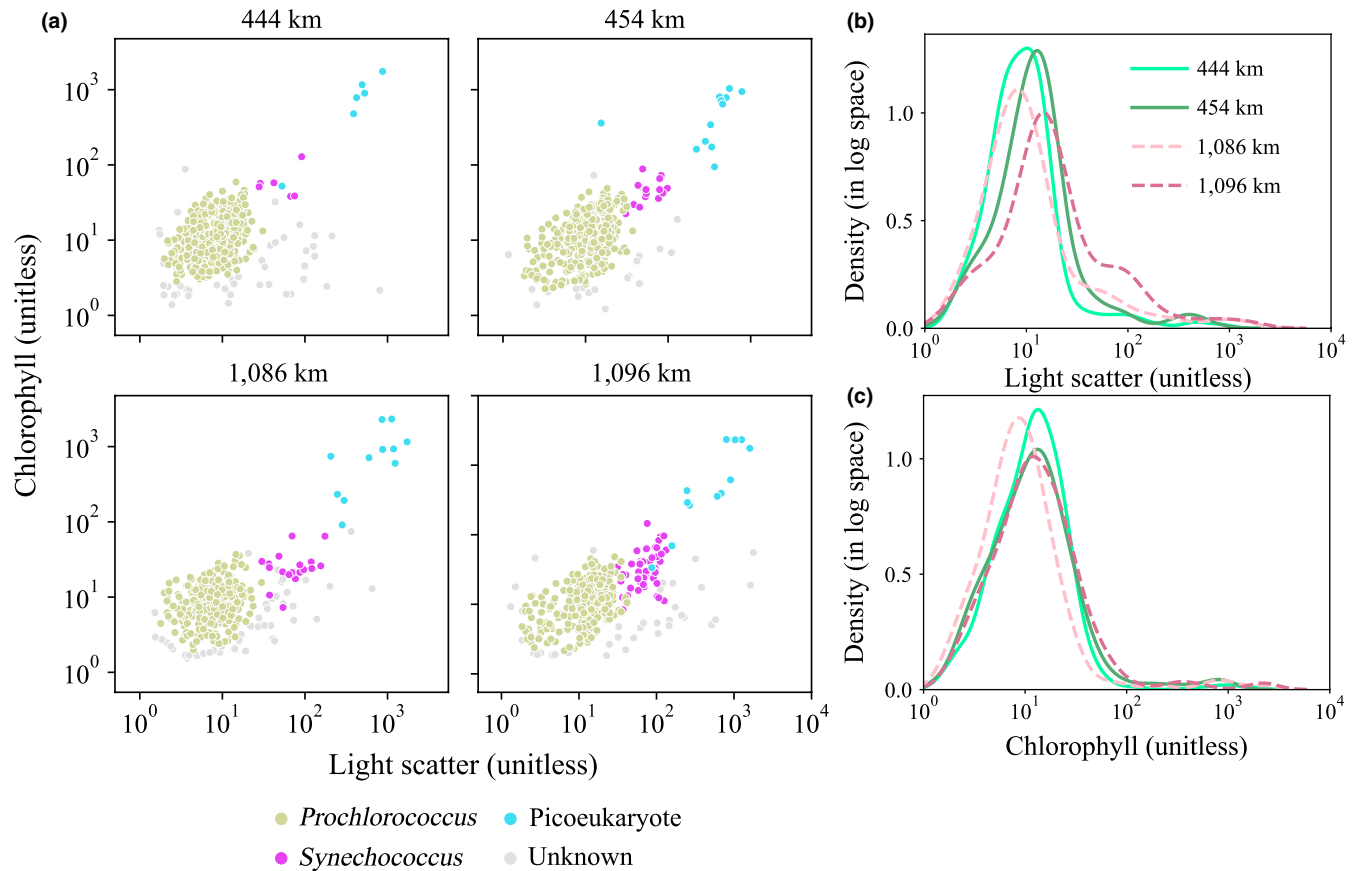 (a)
444 km
454 km
Chlorophyll (unitless)
10³
10²
10¹
10⁰
1,086 km
1,096 km
10³
10²
10¹
10⁰
10⁰ 10¹ 10² 10³
10⁰ 10¹ 10² 10³ 10⁴
Light scatter (unitless)
Prochlorococcus
Picoeukaryote
Synechococcus
Unknown
(b)
Density (in log space)
1.0
0.5
0.0
444 km
454 km
1,086 km
1,096 km
10⁰ 10¹ 10² 10³ 10⁴
Light scatter (unitless)
(c)
Density (in log space)
1.0
0.5
0.0
10⁰ 10¹ 10² 10³ 10⁴
Chlorophyll (unitless)